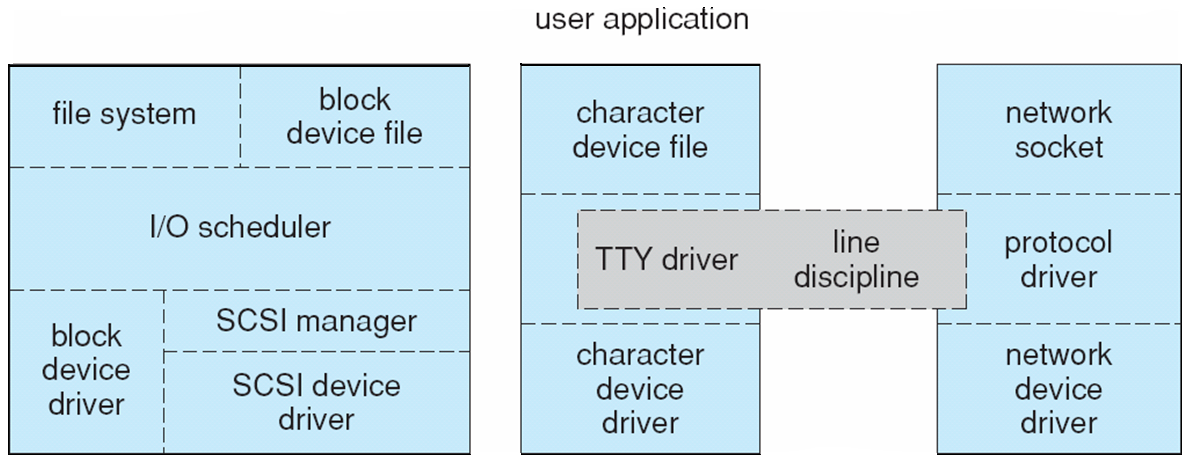 user application
file system
block
device file
I/O scheduler
block
device
driver
SCSI manager
SCSI device
driver
character
device file
TTY driver
line
discipline
character
device
driver
network
socket
protocol
driver
network
device
driver